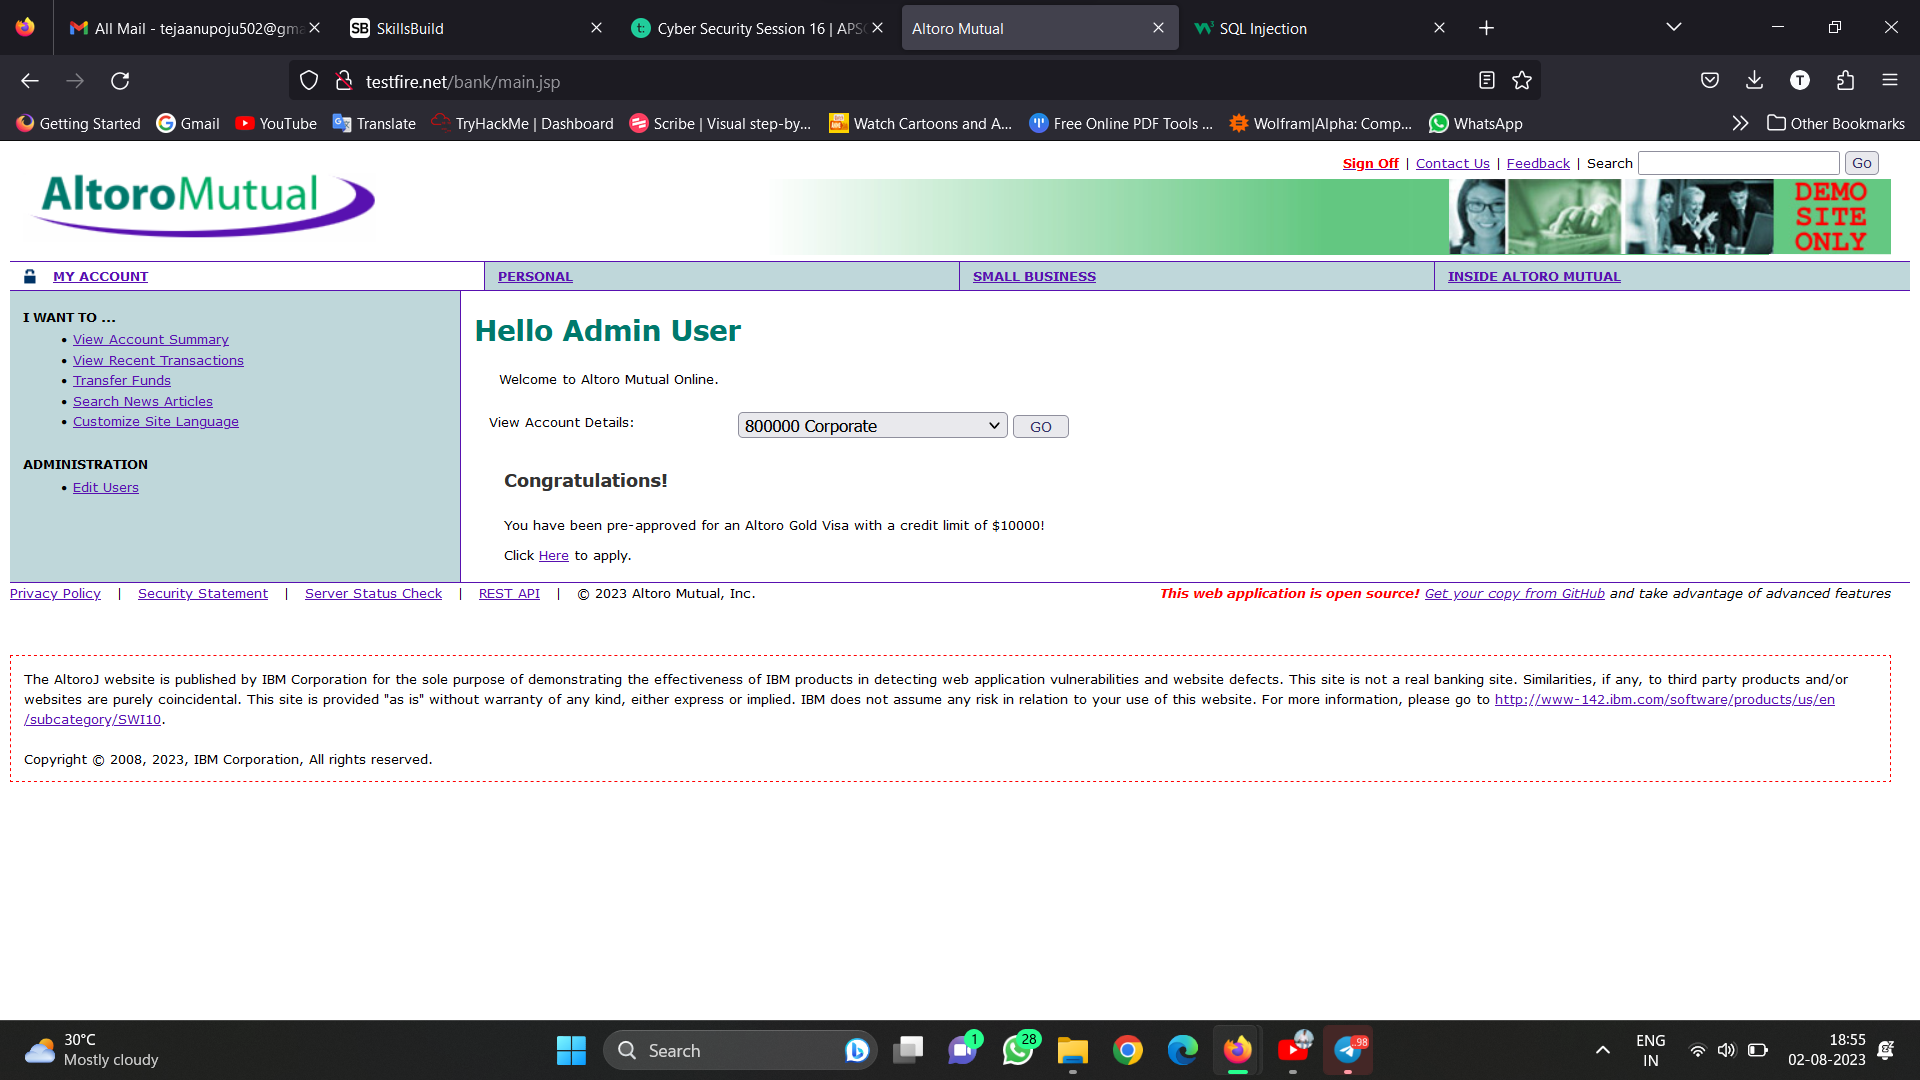 All Mail - tejaanupoju502@gma
SB SkillsBuild
t: Cyber Security Session 16 | APSC
Altoro Mutual
SQL Injection
testfire.net/bank/main.jsp
T
Getting Started
Gmail
YouTube
Translate
TryHackMe | Dashboard
Scribe | Visual step-by...
Watch Cartoons and A...
Free Online PDF Tools ...
Wolfram|Alpha: Comp...
WhatsApp
Other Bookmarks
Sign Off | Contact Us | Feedback | Search Go
AltoroMutual
DEMO
SITE
ONLY
MY ACCOUNT
PERSONAL
SMALL BUSINESS
INSIDE ALTORO MUTUAL
I WANT TO ...
• View Account Summary
• View Recent Transactions
• Transfer Funds
• Search News Articles
• Customize Site Language
ADMINISTRATION
• Edit Users
Hello Admin User
Welcome to Altoro Mutual Online.
View Account Details: 800000 Corporate GO
Congratulations!
You have been pre-approved for an Altoro Gold Visa with a credit limit of $10000!
Click Here to apply.
Privacy Policy | Security Statement | Server Status Check | REST API | © 2023 Altoro Mutual, Inc.
This web application is open source! Get your copy from GitHub and take advantage of advanced features
The AltoroJ website is published by IBM Corporation for the sole purpose of demonstrating the effectiveness of IBM products in detecting web application vulnerabilities and website defects. This site is not a real banking site. Similarities, if any, to third party products and/or
websites are purely coincidental. This site is provided "as is" without warranty of any kind, either express or implied. IBM does not assume any risk in relation to your use of this website. For more information, please go to http://www-142.ibm.com/software/products/us/en
/subcategory/SWI10.
Copyright © 2008, 2023, IBM Corporation, All rights reserved.
30°C
Mostly cloudy
Search
1
28
98
ENG
IN
18:55
02-08-2023